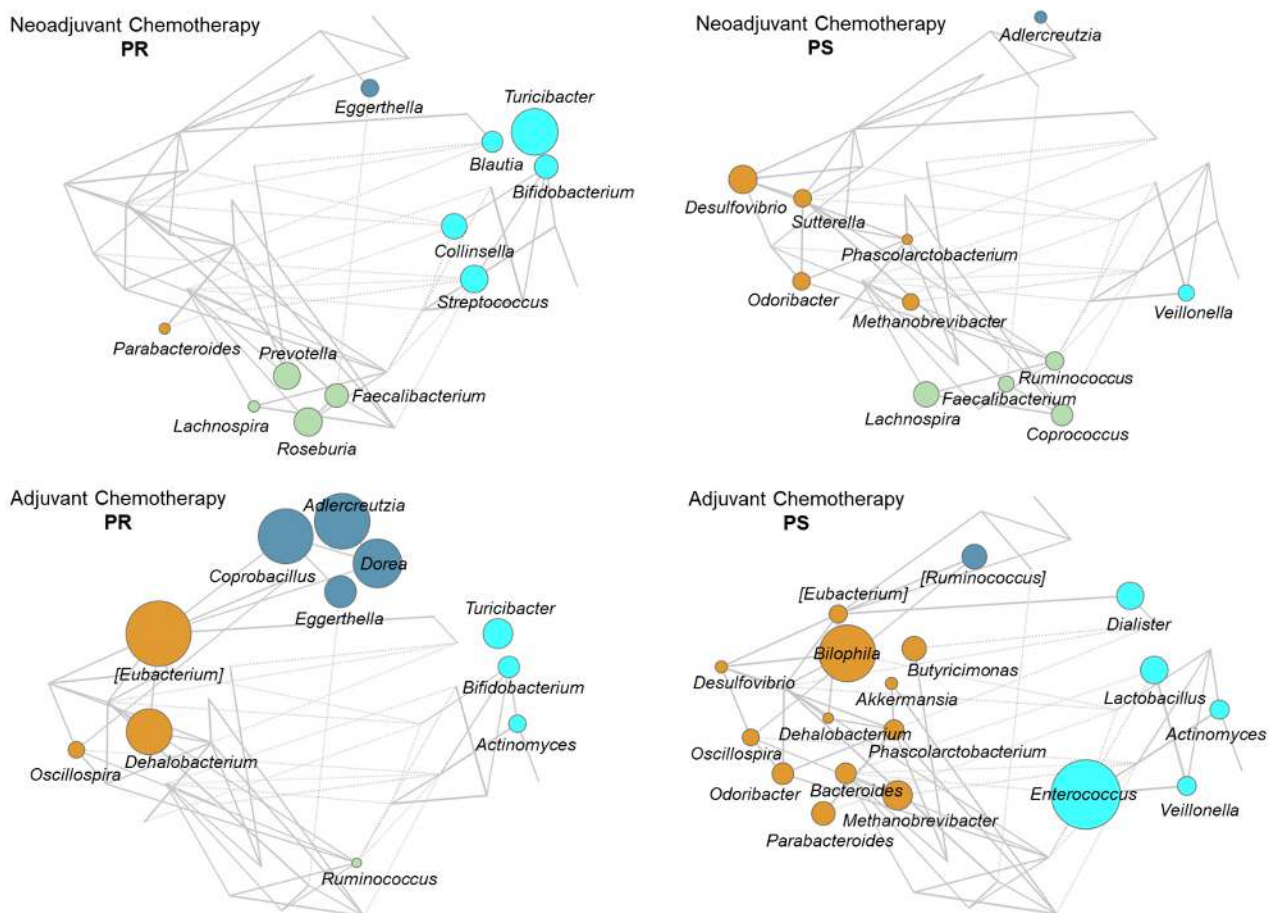 Neoadjuvant Chemotherapy
PR
Eggerthella
Turicibacter
Blautia
Bifidobacterium
Collinsella
Streptococcus
Parabacteroides
Prevotella
Faecalibacterium
Lachnospira
Roseburia
Neoadjuvant Chemotherapy
PS
Adlercreutzia
Desulfovibrio
Sutterella
Phascolarctobacterium
Odoribacter
Methanobrevibacter
Veillonella
Ruminococcus
Faecalibacterium
Lachnospira
Coprococcus
Adjuvant Chemotherapy
PR
Adlercreutzia
Dorea
Coprobacillus
Eggerthella
Turicibacter
[Eubacterium]
Bifidobacterium
Actinomyces
Dehalobacterium
Oscillospira
Ruminococcus
Adjuvant Chemotherapy
PS
[Ruminococcus]
[Eubacterium]
Dialister
Bilophila
Butyricimonas
Desulfovibrio
Akkermansia
Lactobacillus
Actinomyces
Dehalobacterium
Oscillospira
Phascolarctobacterium
Odoribacter
Bacteroides
Enterococcus
Methanobrevibacter
Veillonella
Parabacteroides